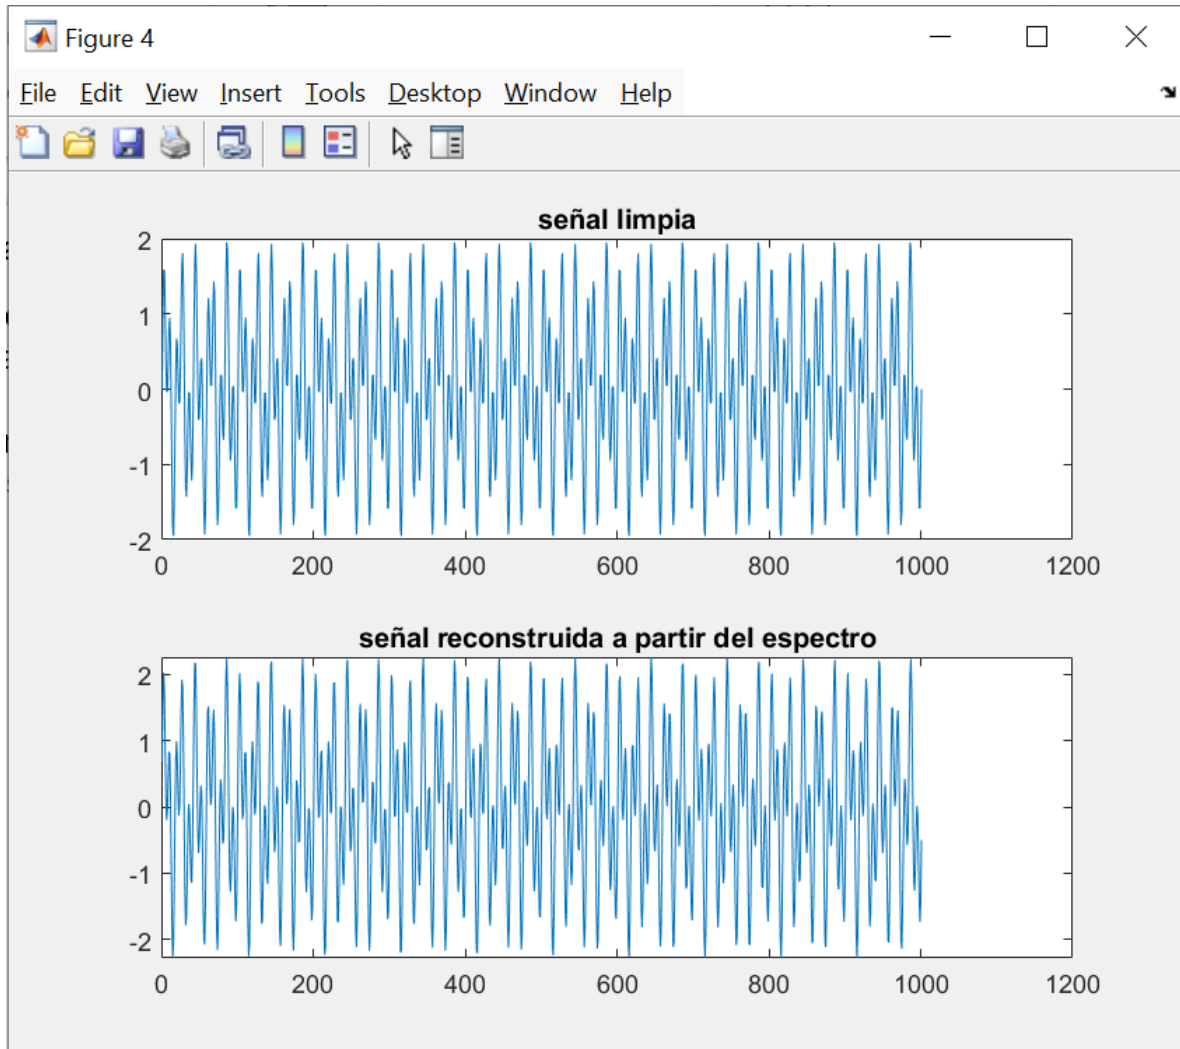 Figure 4
File Edit View Insert Tools Desktop Window Help
señal limpia
2
1
0
-1
-2
0 200 400 600 800 1000 1200
señal reconstruida a partir del espectro
2
1
0
-1
-2
0 200 400 600 800 1000 1200